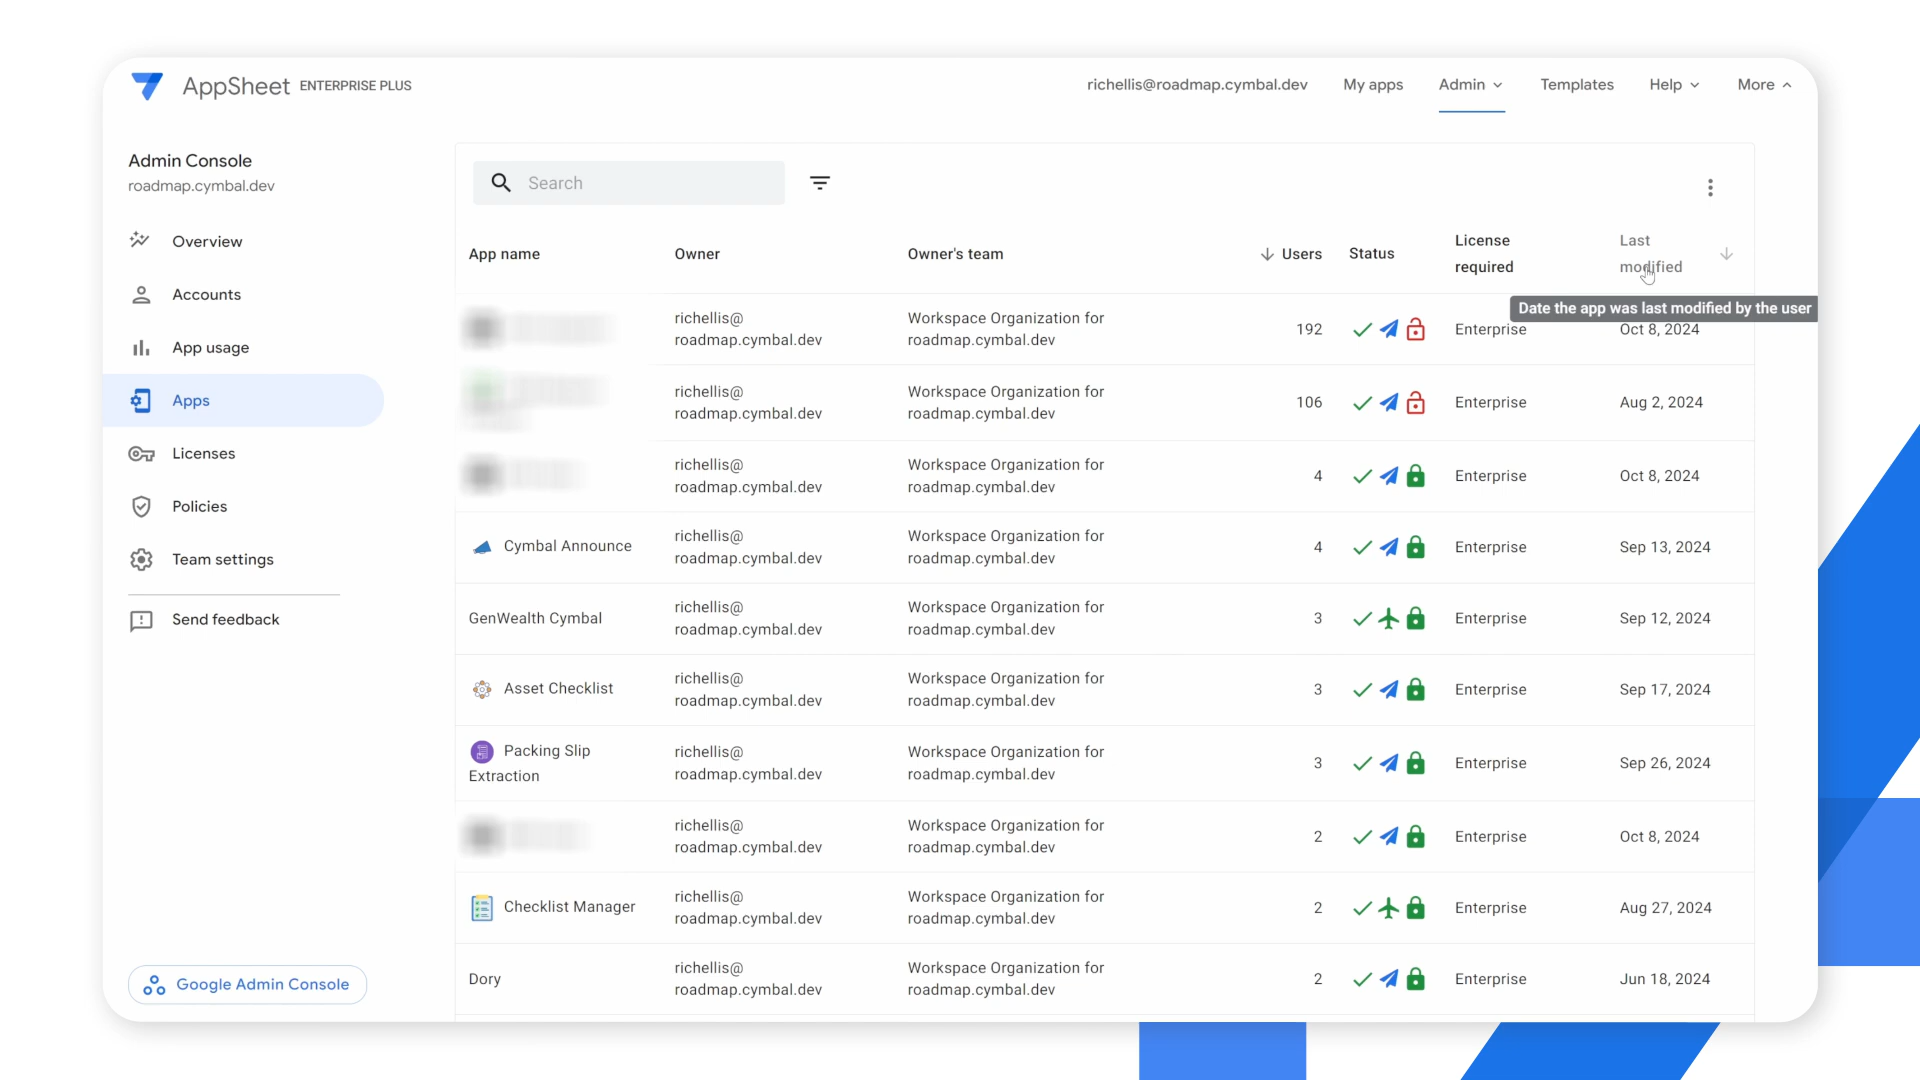 AppSheet ENTERPRISE PLUS
richellis@roadmap.cymbal.dev My apps Admin Templates Help More
Admin Console
roadmap.cymbal.dev
Overview
Accounts
App usage
Apps
Licenses
Policies
Team settings
Send feedback
Google Admin Console
Search
App name Owner Owner's team Users Status License required Last modified
Date the app was last modified by the user
richellis@ Workspace Organization for
roadmap.cymbal.dev roadmap.cymbal.dev
192 Enterprise Oct 8, 2024
richellis@ Workspace Organization for
roadmap.cymbal.dev roadmap.cymbal.dev
106 Enterprise Aug 2, 2024
richellis@ Workspace Organization for
roadmap.cymbal.dev roadmap.cymbal.dev
4 Enterprise Oct 8, 2024
Cymbal Announce
richellis@ Workspace Organization for
roadmap.cymbal.dev roadmap.cymbal.dev
4 Enterprise Sep 13, 2024
GenWealth Cymbal
richellis@ Workspace Organization for
roadmap.cymbal.dev roadmap.cymbal.dev
3 Enterprise Sep 12, 2024
Asset Checklist
richellis@ Workspace Organization for
roadmap.cymbal.dev roadmap.cymbal.dev
3 Enterprise Sep 17, 2024
Packing Slip
Extraction
richellis@ Workspace Organization for
roadmap.cymbal.dev roadmap.cymbal.dev
3 Enterprise Sep 26, 2024
richellis@ Workspace Organization for
roadmap.cymbal.dev roadmap.cymbal.dev
2 Enterprise Oct 8, 2024
Checklist Manager
richellis@ Workspace Organization for
roadmap.cymbal.dev roadmap.cymbal.dev
2 Enterprise Aug 27, 2024
Dory
richellis@ Workspace Organization for
roadmap.cymbal.dev roadmap.cymbal.dev
2 Enterprise Jun 18, 2024